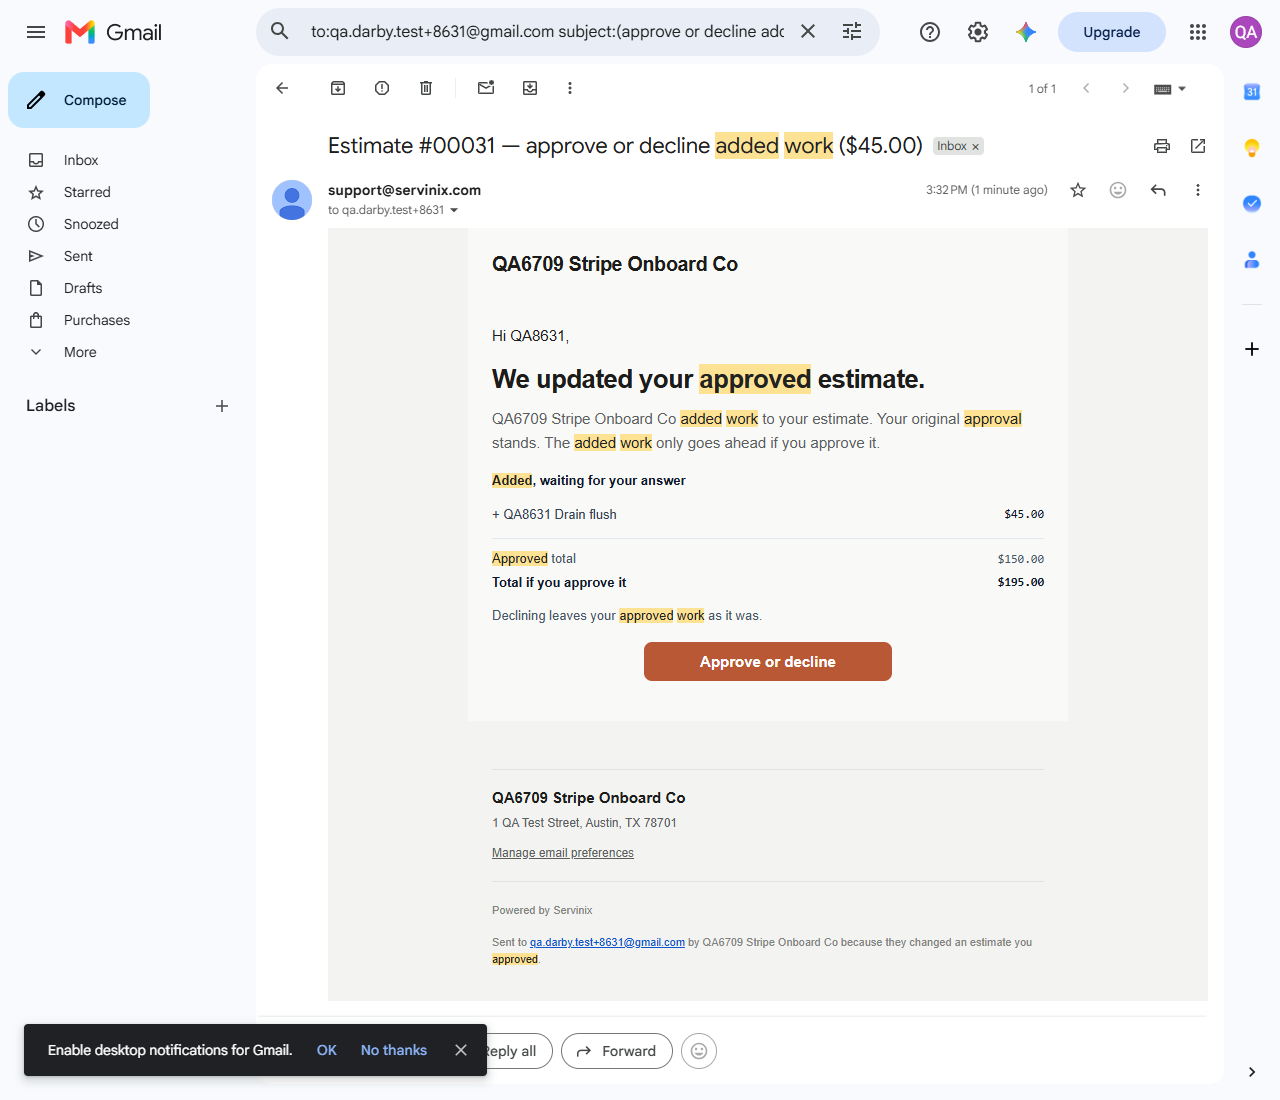 Gmail
to:qa.darby.test+8631@gmail.com subject:(approve or decline adc
Upgrade
QA
Compose
Inbox
Starred
Snoozed
Sent
Drafts
Purchases
More
Labels
1 of 1
31
Estimate #00031 — approve or decline added work ($45.00)
Inbox ×
support@servinix.com
3:32 PM (1 minute ago)
to qa.darby.test+8631
QA6709 Stripe Onboard Co
Hi QA8631,
We updated your approved estimate.
QA6709 Stripe Onboard Co added work to your estimate. Your original approval
stands. The added work only goes ahead if you approve it.
Added, waiting for your answer
+ QA8631 Drain flush $45.00
Approved total $150.00
Total if you approve it $195.00
Declining leaves your approved work as it was.
Approve or decline
QA6709 Stripe Onboard Co
1 QA Test Street, Austin, TX 78701
Manage email preferences
Powered by Servinix
Sent to qa.darby.test+8631@gmail.com by QA6709 Stripe Onboard Co because they changed an estimate you
approved.
Enable desktop notifications for Gmail. OK No thanks
Reply all
Forward